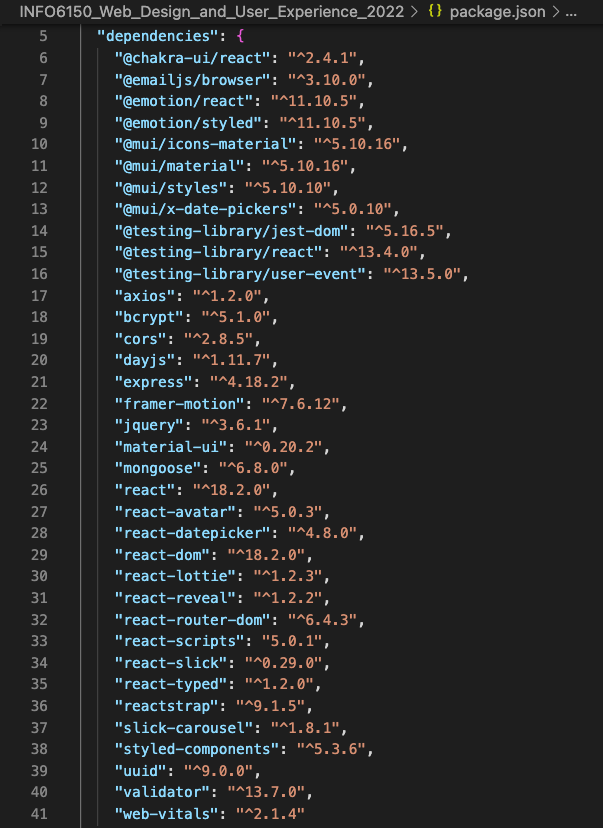 INFO6150_Web_Design_and_User_Experience_2022 > {} package.json > ...
5 "dependencies": {
6 "@chakra-ui/react": "^2.4.1",
7 "@emailjs/browser": "^3.10.0",
8 "@emotion/react": "^11.10.5",
9 "@emotion/styled": "^11.10.5",
10 "@mui/icons-material": "^5.10.16",
11 "@mui/material": "^5.10.16",
12 "@mui/styles": "^5.10.10",
13 "@mui/x-date-pickers": "^5.0.10",
14 "@testing-library/jest-dom": "^5.16.5",
15 "@testing-library/react": "^13.4.0",
16 "@testing-library/user-event": "^13.5.0",
17 "axios": "^1.2.0",
18 "bcrypt": "^5.1.0",
19 "cors": "^2.8.5",
20 "dayjs": "^1.11.7",
21 "express": "^4.18.2",
22 "framer-motion": "^7.6.12",
23 "jquery": "^3.6.1",
24 "material-ui": "^0.20.2",
25 "mongoose": "^6.8.0",
26 "react": "^18.2.0",
27 "react-avatar": "^5.0.3",
28 "react-datepicker": "^4.8.0",
29 "react-dom": "^18.2.0",
30 "react-lottie": "^1.2.3",
31 "react-reveal": "^1.2.2",
32 "react-router-dom": "^6.4.3",
33 "react-scripts": "5.0.1",
34 "react-slick": "^0.29.0",
35 "react-typed": "^1.2.0",
36 "reactstrap": "^9.1.5",
37 "slick-carousel": "^1.8.1",
38 "styled-components": "^5.3.6",
39 "uuid": "^9.0.0",
40 "validator": "^13.7.0",
41 "web-vitals": "^2.1.4"